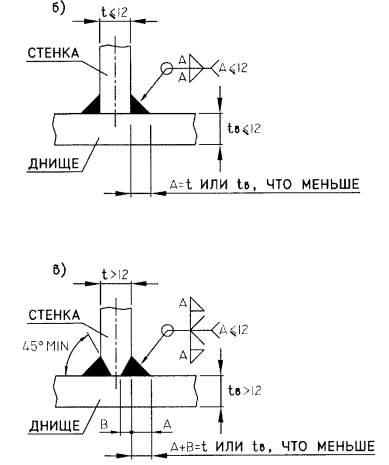 б)
t⩽12
СТЕНКА
А
А
А⩽12
tв⩽12
ДНИЩЕ
А=t ИЛИ tв, ЧТО МЕНЬШЕ
в)
t>12
СТЕНКА
45° MIN
А
А
А⩽12
tв>12
ДНИЩЕ
В
А
А+В=t ИЛИ tв, ЧТО МЕНЬШЕ